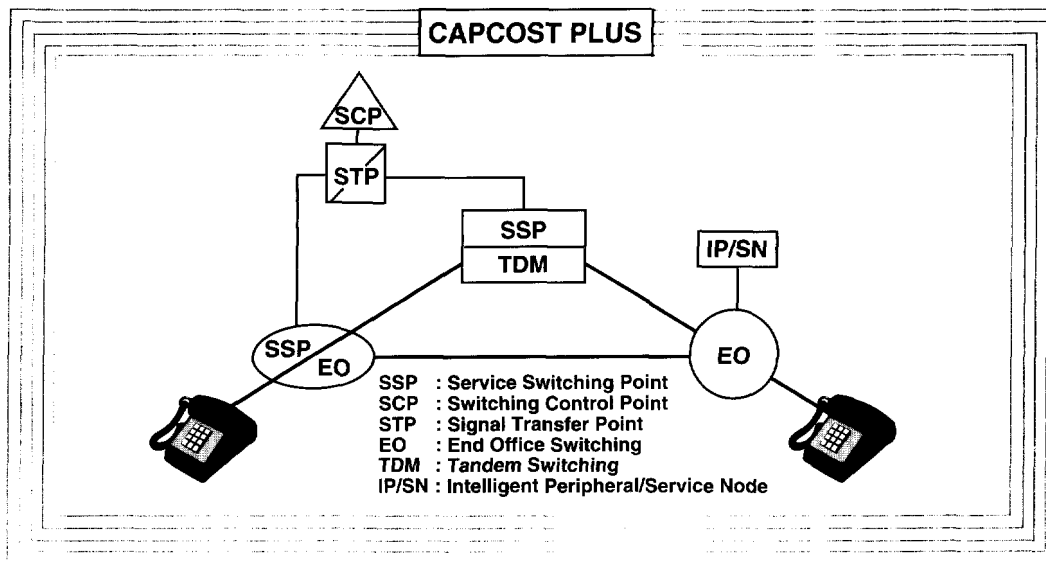 CAPCOST PLUS
SCP
STP
SSP
TDM
IP/SN
SSP
EO
EO
SSP : Service Switching Point
SCP : Switching Control Point
STP : Signal Transfer Point
EO : End Office Switching
TDM : Tandem Switching
IP/SN : Intelligent Peripheral/Service Node